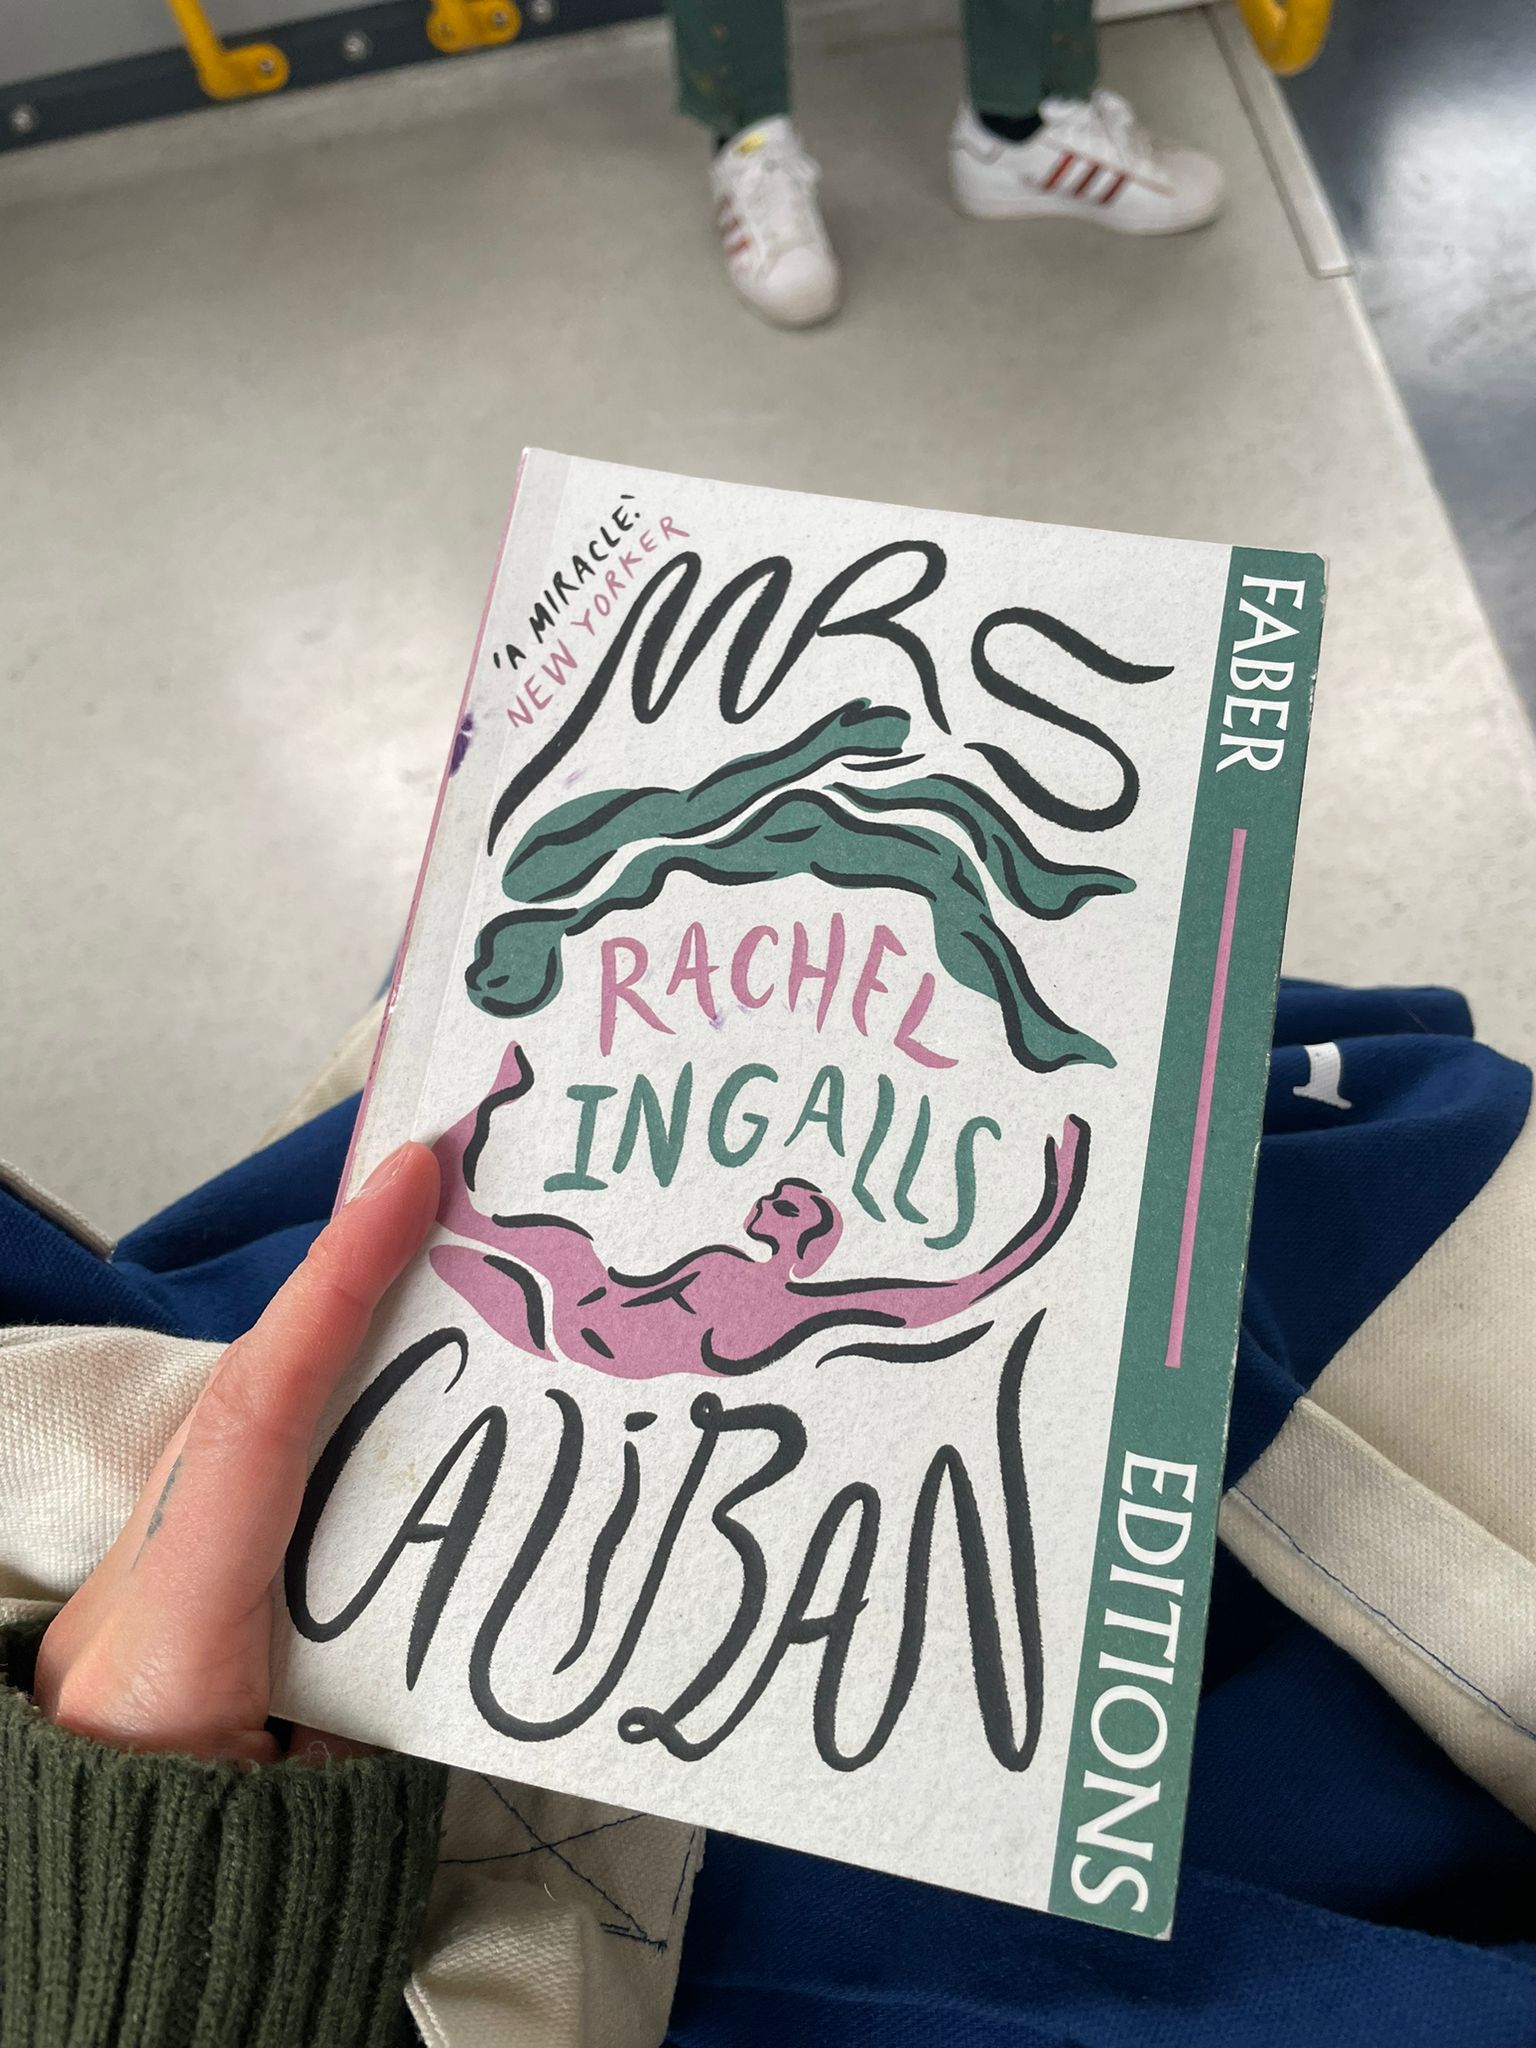 'A MIRACLE.'
NEW YORKER
MRS
RACHEL
INGALLS
CALiBAN
FABER
EDITIONS